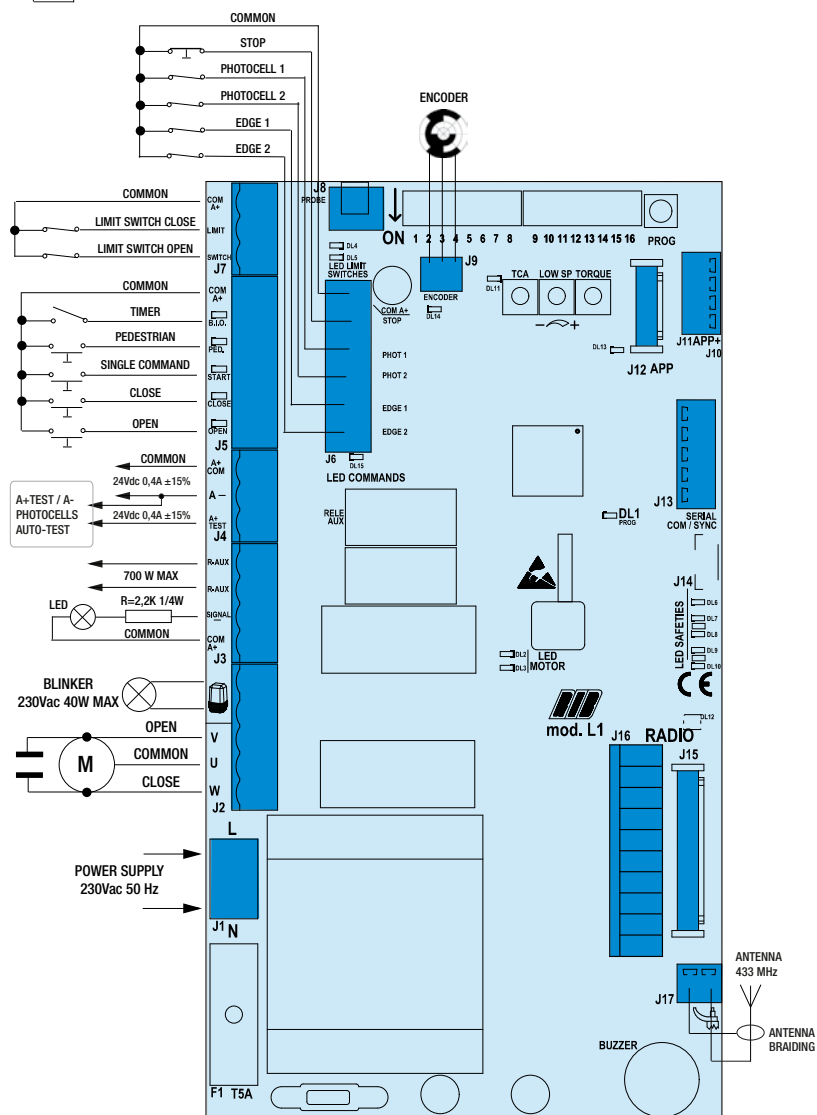 COMMON
STOP
PHOTOCELL 1
PHOTOCELL 2
EDGE 1
EDGE 2
ENCODER
COMMON
LIMIT SWITCH CLOSE
LIMIT SWITCH OPEN
COM
A+
LIMIT
SWITCH
J7
J8
PROBE
ON
1 2 3 4 5 6 7 8
9 10 11 12 13 14 15 16
PROG
DL4
DL5
LED LIMIT
SWITCHES
COM A+
STOP
J9
ENCODER
DL14
DL11
TCA
LOW SP
TORQUE
– +
DL13
J12 APP
J11APP+
J10
COMMON
TIMER
PEDESTRIAN
SINGLE COMMAND
CLOSE
OPEN
COM
A+
B.I.O.
PED.
START
CLOSE
OPEN
J5
PHOT 1
PHOT 2
EDGE 1
EDGE 2
J6
DL15
LED COMMANDS
COMMON
24Vdc 0,4A ±15%
24Vdc 0,4A ±15%
A+TEST / A-
PHOTOCELLS
AUTO-TEST
A+
COM
A –
A+
TEST
J4
RELE
AUX
DL1
PROG
J13
SERIAL
COM / SYNC
700 W MAX
R-AUX
R-AUX
LED
R=2,2K 1/4W
COMMON
SIGNAL
COM
A+
J3
J14
LED SAFETIES
DL6
DL7
DL8
DL9
DL10
CE
DL12
DL2
DL3
LED
MOTOR
mod. L1
BLINKER
230Vac 40W MAX
OPEN
COMMON
CLOSE
M
V
U
W
J2
J16
RADIO
J15
L
POWER SUPPLY
230Vac 50 Hz
J1
N
F1
T5A
J17
ANTENNA
433 MHz
ANTENNA
BRAIDING
BUZZER